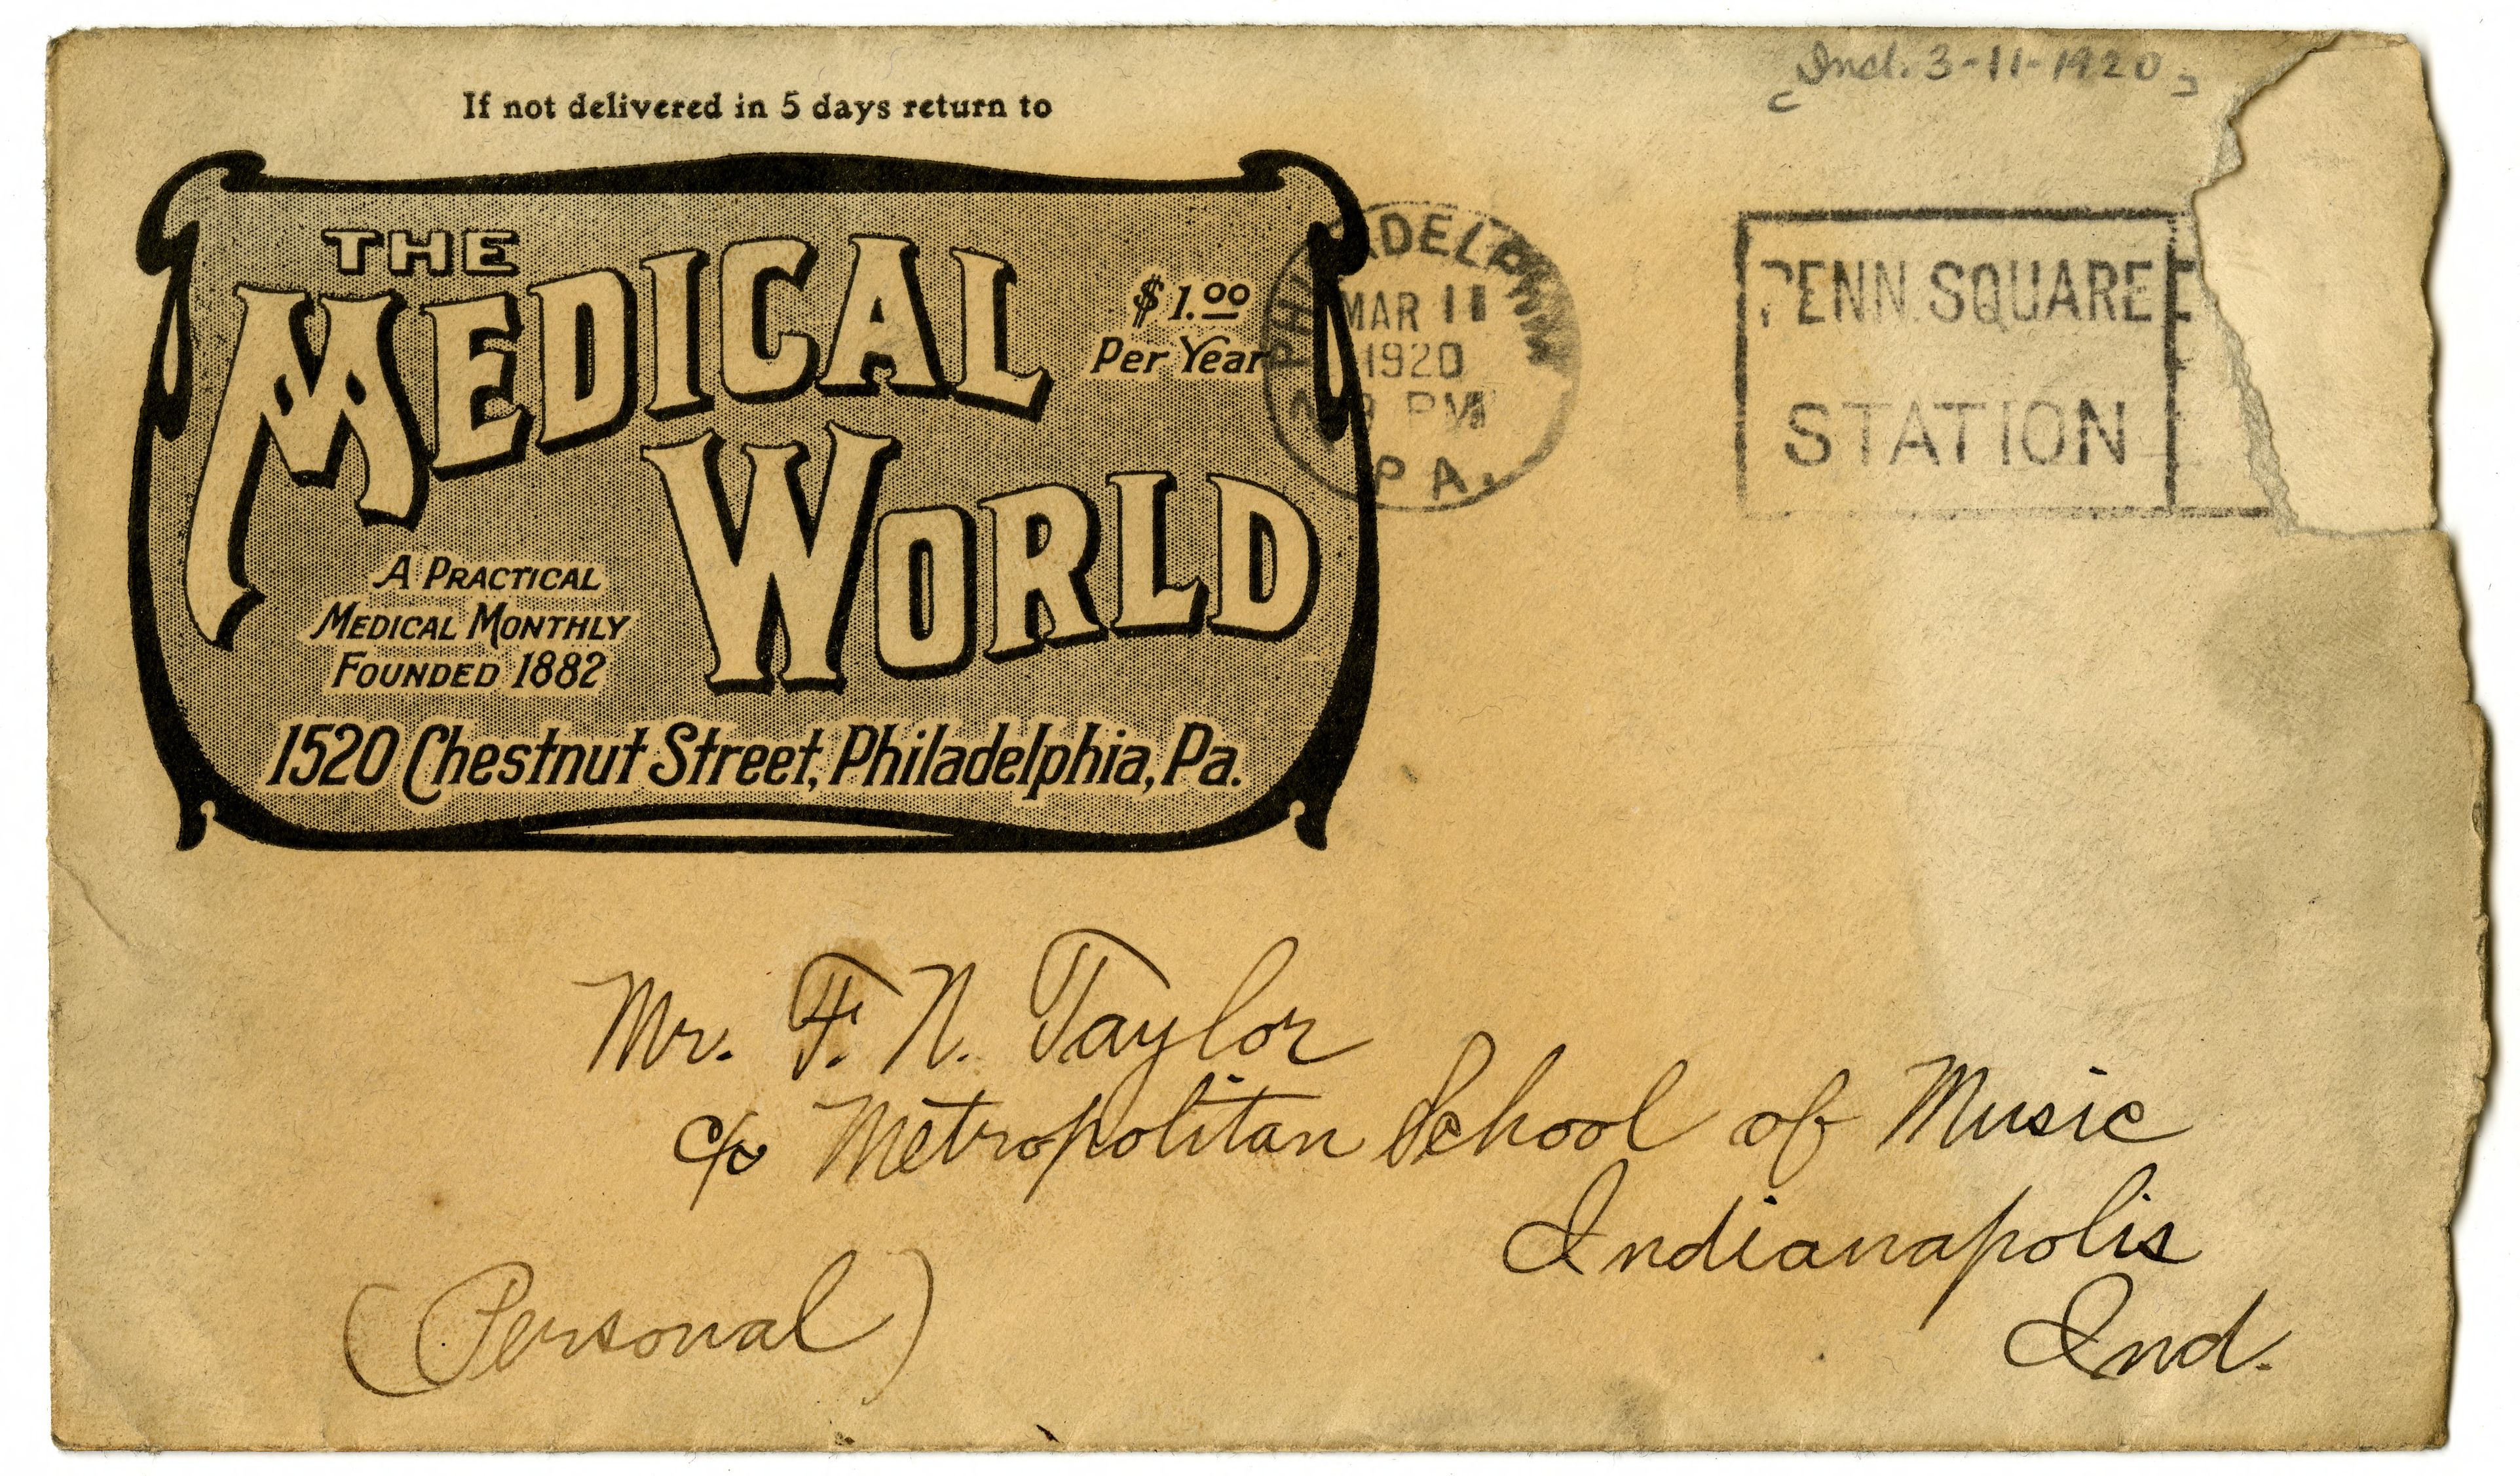 [Incl. 3-11-1920]
If not delivered in 5 days return to
THE
MEDICAL
WORLD
$1.00
Per Year
A PRACTICAL
MEDICAL MONTHLY
FOUNDED 1882
1520 Chestnut Street, Philadelphia, Pa.
PHILADELPHIA
MAR 11
1920
PM
PA.
PENN SQUARE
STATION
Mr. F. N. Taylor
c/o Metropolitan School of Music
Indianapolis
Ind.
(Personal)